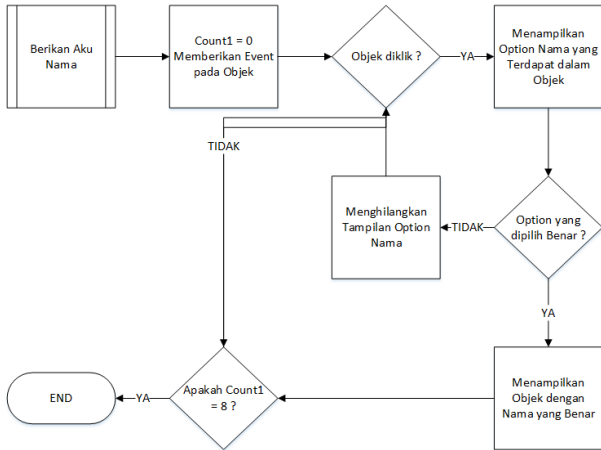 Berikan Aku
Nama
Count1 = 0
Memberikan Event
pada Objek
Objek diklik ?
YA
Menampilkan
Option Nama yang
Terdapat dalam
Objek
TIDAK
Menghilangkan
Tampilan Option
Nama
TIDAK
Option yang
dipilih Benar ?
YA
END
YA
Apakah Count1
= 8 ?
Menampilkan
Objek dengan
Nama yang Benar